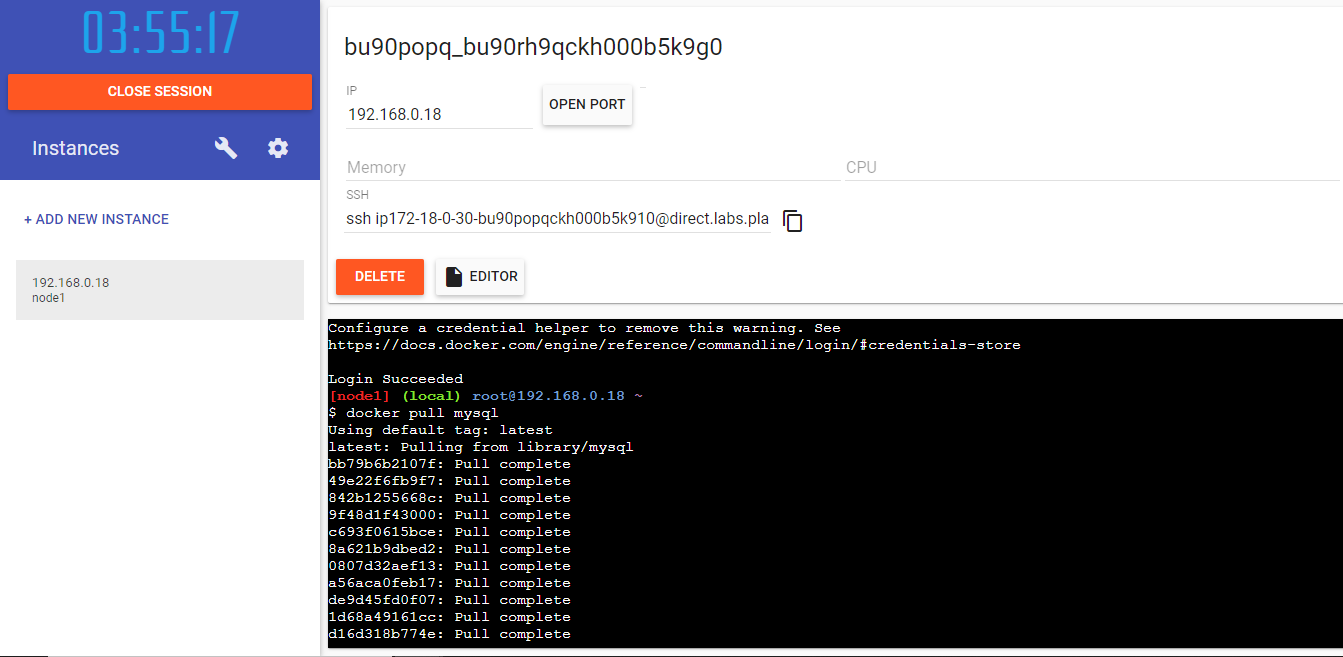 03:55:17
CLOSE SESSION
Instances
+ ADD NEW INSTANCE
192.168.0.18
node1
bu90popq_bu90rh9qckh000b5k9g0
IP
192.168.0.18
OPEN PORT
Memory
CPU
SSH
ssh ip172-18-0-30-bu90popqckh000b5k910@direct.labs.pla
DELETE
EDITOR
Configure a credential helper to remove this warning. See
https://docs.docker.com/engine/reference/commandline/login/#credentials-store
Login Succeeded
[node1] (local) root@192.168.0.18 ~
$ docker pull mysql
Using default tag: latest
latest: Pulling from library/mysql
bb79b6b2107f: Pull complete
49e22f6fb9f7: Pull complete
842b1255668c: Pull complete
9f48d1f43000: Pull complete
c693f0615bce: Pull complete
8a621b9dbed2: Pull complete
0807d32aef13: Pull complete
a56aca0feb17: Pull complete
de9d45fd0f07: Pull complete
1d68a49161cc: Pull complete
d16d318b774e: Pull complete